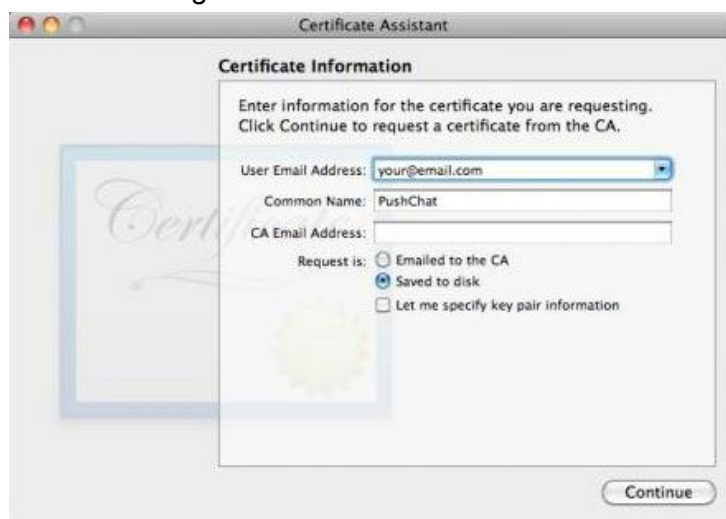 Certificate Assistant
Certificate Information
Enter information for the certificate you are requesting.
Click Continue to request a certificate from the CA.
User Email Address: your@email.com
Common Name: PushChat
CA Email Address:
Request is: Emailed to the CA
Saved to disk
Let me specify key pair information
Certificate
Continue